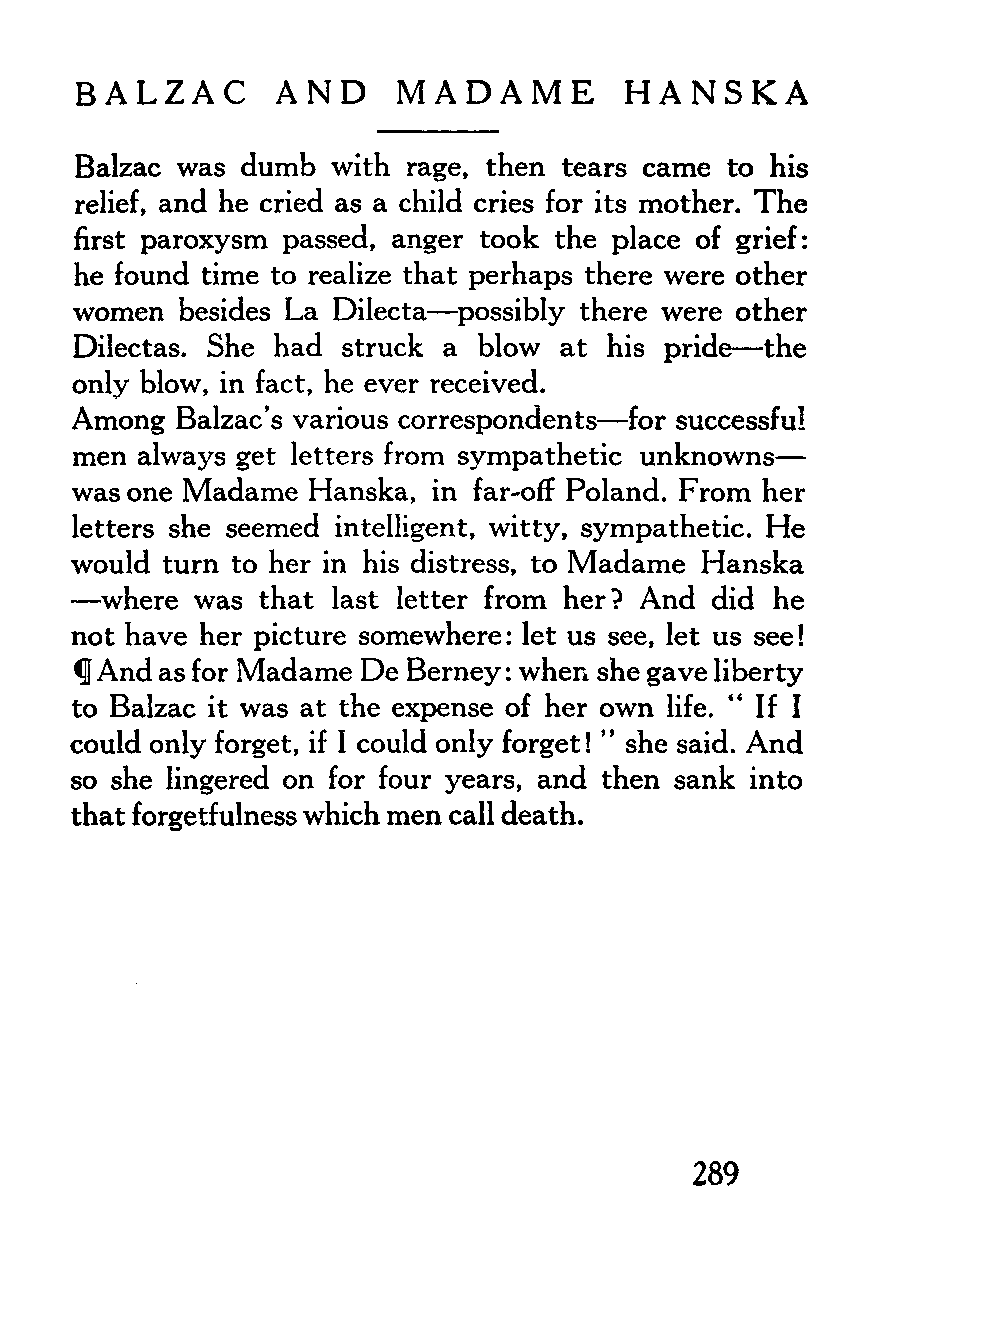 BALZAC AND MADAME HANSKA
Balzac was dumb with rage, then tears came to his
relief, and he cried as a child cries for its mother. The
first paroxysm passed, anger took the place of grief:
he found time to realize that perhaps there were other
women besides La Dilecta—possibly there were other
Dilectas. She had struck a blow at his pride—the
only blow, in fact, he ever received.
Among Balzac's various correspondents—for successful
men always get letters from sympathetic unknowns—
was one Madame Hanska, in far-off Poland. From her
letters she seemed intelligent, witty, sympathetic. He
would turn to her in his distress, to Madame Hanska
—where was that last letter from her? And did he
not have her picture somewhere: let us see, let us see!
¶ And as for Madame De Berney: when she gave liberty
to Balzac it was at the expense of her own life. “ If I
could only forget, if I could only forget! ” she said. And
so she lingered on for four years, and then sank into
that forgetfulness which men call death.
289